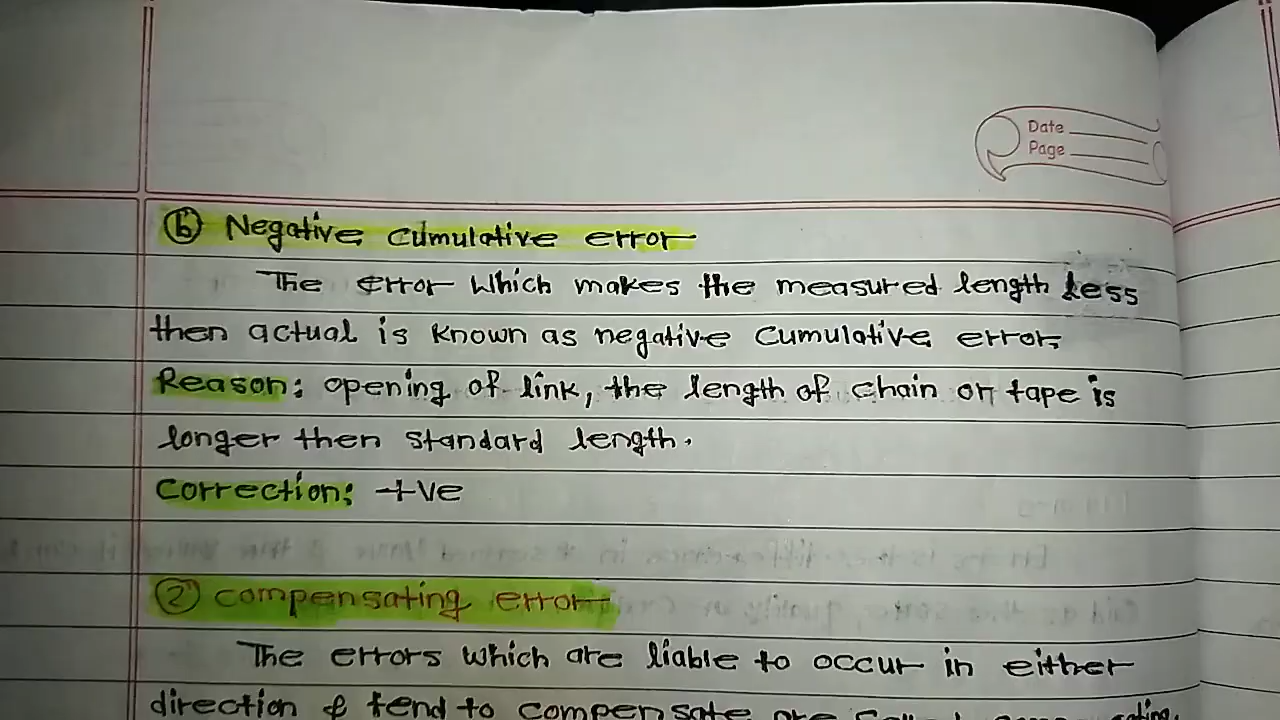 Date
Page
b Negative cumulative error
The error which makes the measured length less
then actual is known as negative cumulative error.
Reason: opening of link, the length of chain or tape is
longer then standard length.
Correction: +ve
2 compensating error
The errors which are liable to occur in either
direction & tend to compensate are